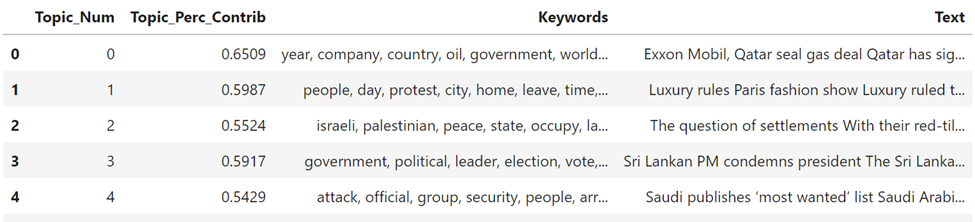 Topic_Num Topic_Perc_Contrib Keywords Text
0 0 0.6509 year, company, country, oil, government, world... Exxon Mobil, Qatar seal gas deal Qatar has sig...
1 1 0.5987 people, day, protest, city, home, leave, time,... Luxury rules Paris fashion show Luxury ruled t...
2 2 0.5524 israeli, palestinian, peace, state, occupy, la... The question of settlements With their red-til...
3 3 0.5917 government, political, leader, election, vote,... Sri Lankan PM condemns president The Sri Lanka...
4 4 0.5429 attack, official, group, security, people, arr... Saudi publishes ‘most wanted’ list Saudi Arabi...